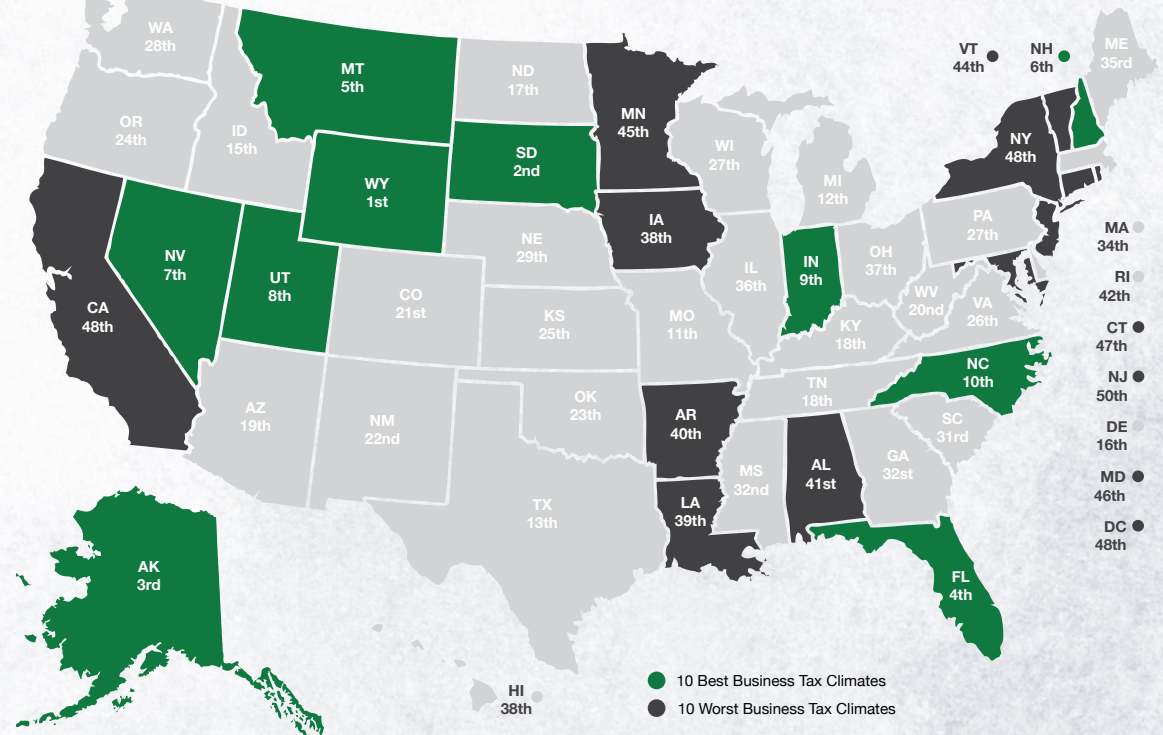 WA
28th
MT
5th
ND
17th
MN
45th
VT
44th
NH
6th
ME
35rd
OR
24th
ID
15th
SD
2nd
WI
27th
MI
12th
NY
48th
WY
1st
IA
38th
NE
29th
PA
27th
MA
34th
NV
7th
UT
8th
IL
36th
IN
9th
OH
37th
RI
42th
CA
48th
CO
21st
KS
25th
MO
11th
KY
18th
WV
20nd
VA
26th
CT
47th
NJ
50th
AZ
19th
NM
22nd
OK
23th
TN
18th
NC
10th
AR
40th
SC
31rd
DE
16th
MS
32nd
AL
41st
GA
32st
MD
46th
TX
13th
LA
39th
DC
48th
AK
3rd
FL
4th
HI
38th
10 Best Business Tax Climates
10 Worst Business Tax Climates